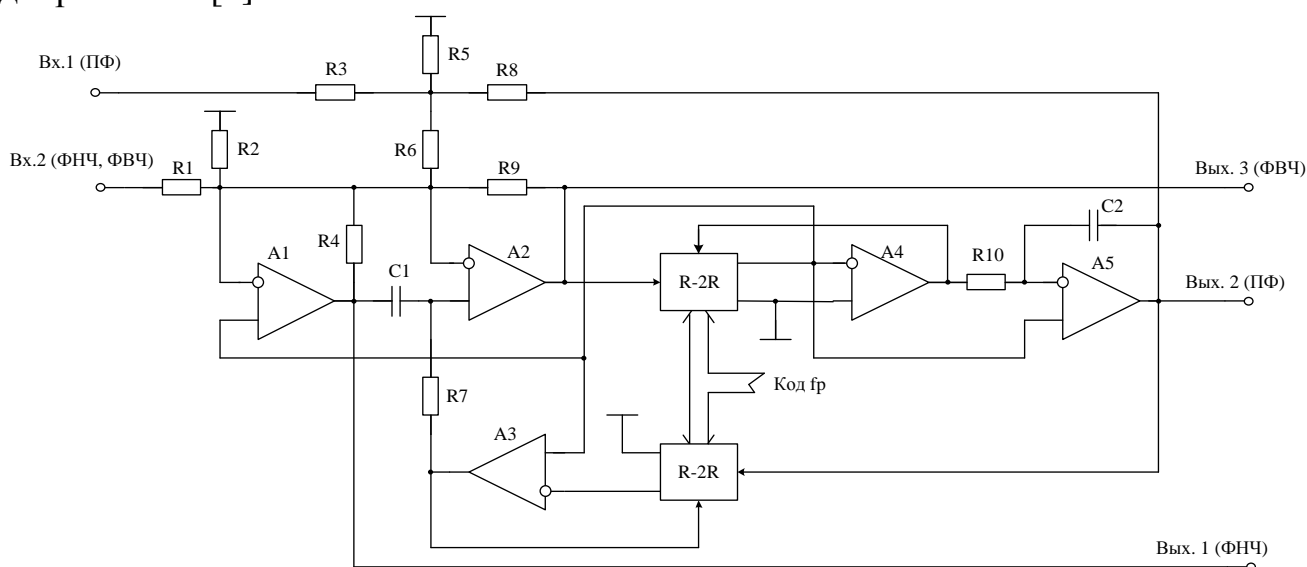 R5
Вх.1 (ПФ)
R3
R8
R2
R6
Вх.2 (ФНЧ, ФВЧ)
R1
R9
Вых. 3 (ФВЧ)
C2
R4
A1
C1
A2
A4
R10
A5
R-2R
Вых. 2 (ПФ)
R7
Код fp
A3
R-2R
Вых. 1 (ФНЧ)